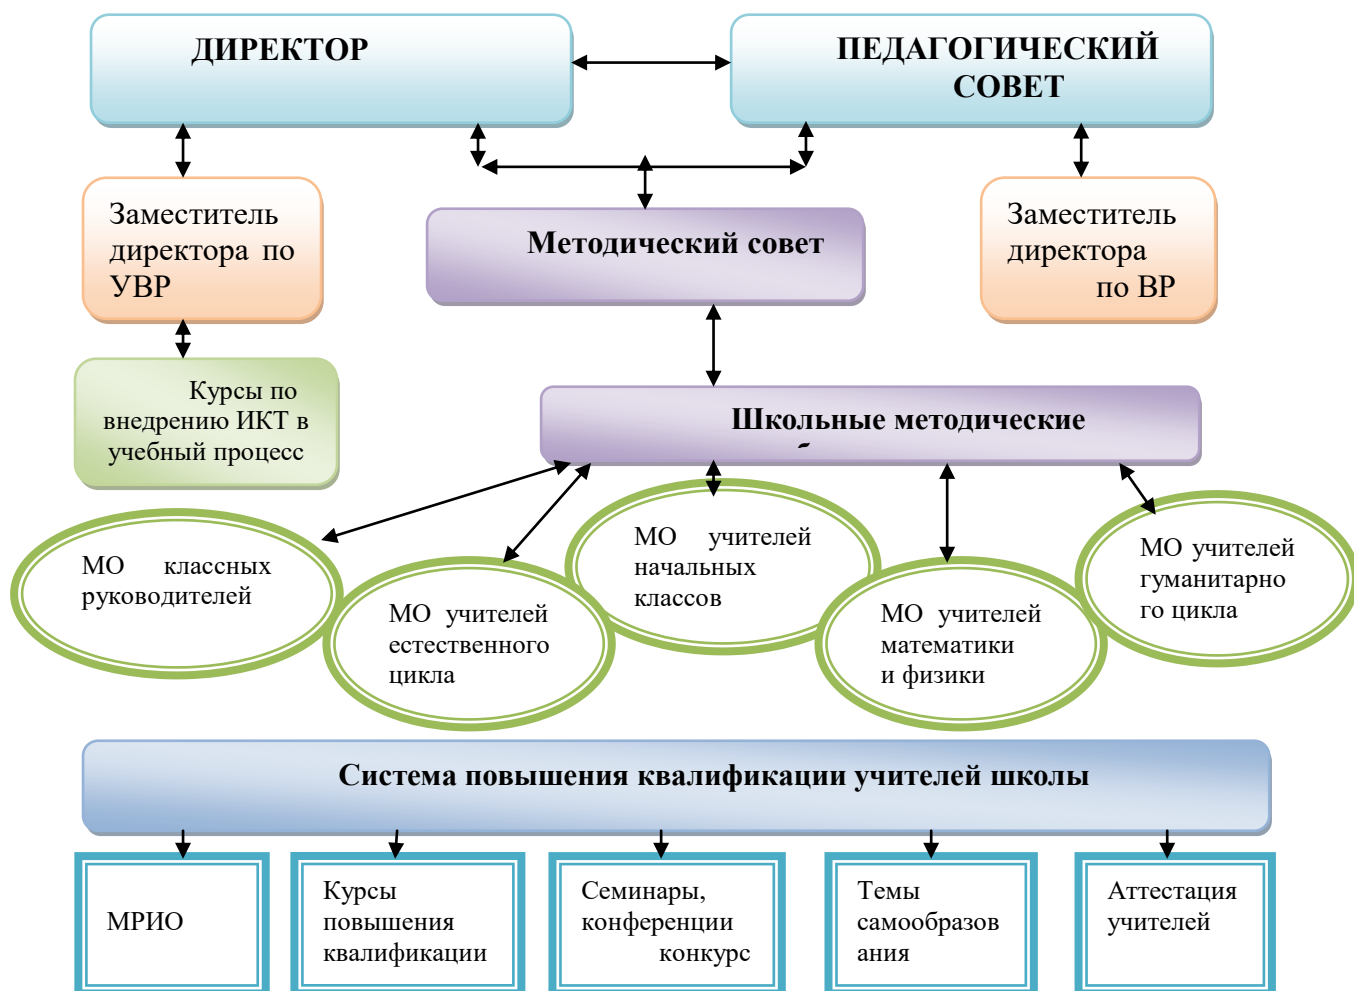 ДИРЕКТОР
ПЕДАГОГИЧЕСКИЙ
СОВЕТ
Заместитель
директора по
УВР
Методический совет
Заместитель
директора
по ВР
Курсы по
внедрению ИКТ в
учебный процесс
Школьные методические
МО классных
руководителей
МО учителей
естественного
цикла
МО учителей
начальных
классов
МО учителей
математики
и физики
МО учителей
гуманитарно
го цикла
Система повышения квалификации учителей школы
МРИО
Курсы
повышения
квалификации
Семинары,
конференции
конкурс
Темы
самообразов
ания
Аттестация
учителей